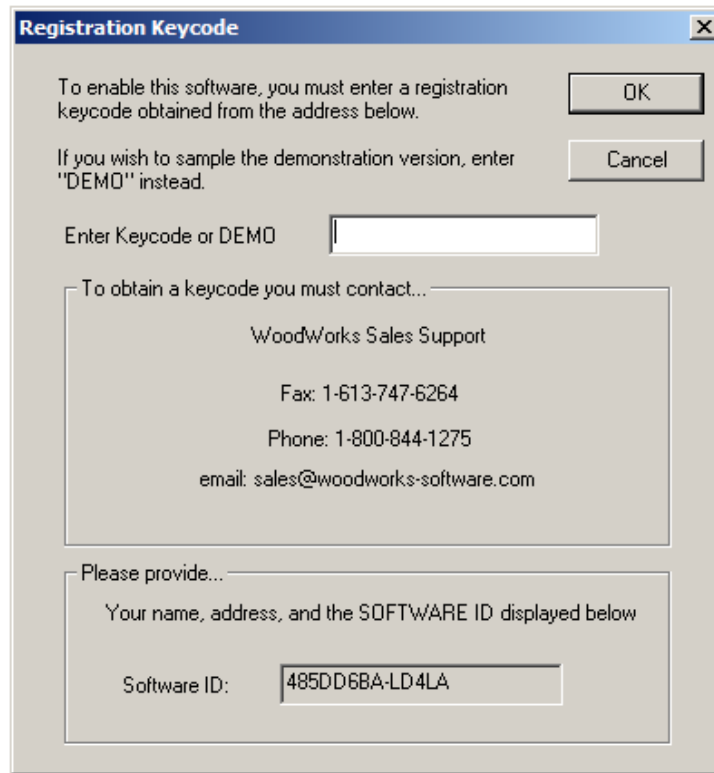 Registration Keycode
To enable this software, you must enter a registration
keycode obtained from the address below.
OK
If you wish to sample the demonstration version, enter
"DEMO" instead.
Cancel
Enter Keycode or DEMO
To obtain a keycode you must contact...
WoodWorks Sales Support
Fax: 1-613-747-6264
Phone: 1-800-844-1275
email: sales@woodworks-software.com
Please provide...
Your name, address, and the SOFTWARE ID displayed below
Software ID: 485DD6BA-LD4LA